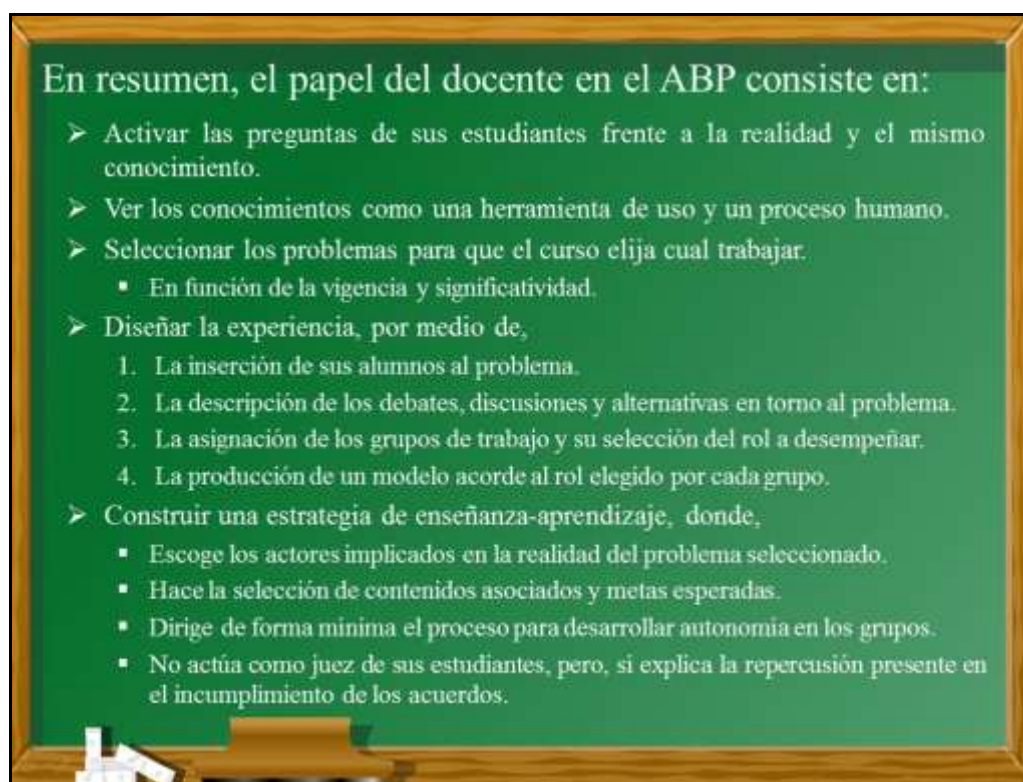 En resumen, el papel del docente en el ABP consiste en:
➢ Activar las preguntas de sus estudiantes frente a la realidad y el mismo
conocimiento.
➢ Ver los conocimientos como una herramienta de uso y un proceso humano.
➢ Seleccionar los problemas para que el curso elija cual trabajar.
▪ En función de la vigencia y significatividad.
➢ Diseñar la experiencia, por medio de,
1. La inserción de sus alumnos al problema.
2. La descripción de los debates, discusiones y alternativas en torno al problema.
3. La asignación de los grupos de trabajo y su selección del rol a desempeñar.
4. La producción de un modelo acorde al rol elegido por cada grupo.
➢ Construir una estrategia de enseñanza-aprendizaje, donde,
▪ Escoge los actores implicados en la realidad del problema seleccionado.
▪ Hace la selección de contenidos asociados y metas esperadas.
▪ Dirige de forma mínima el proceso para desarrollar autonomía en los grupos.
▪ No actúa como juez de sus estudiantes, pero, si explica la repercusión presente en
el incumplimiento de los acuerdos.